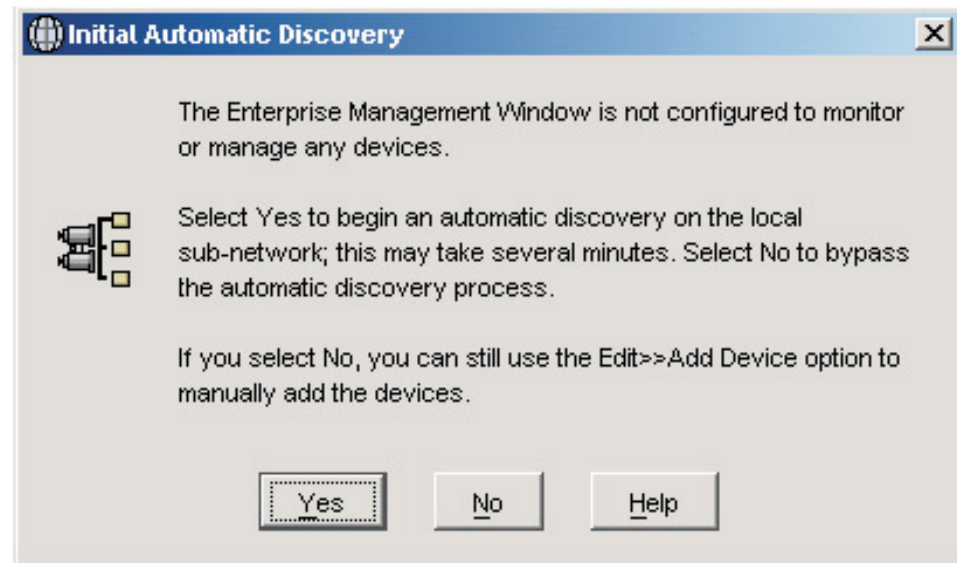 Initial Automatic Discovery
The Enterprise Management Window is not configured to monitor
or manage any devices.
Select Yes to begin an automatic discovery on the local
sub-network; this may take several minutes. Select No to bypass
the automatic discovery process.
If you select No, you can still use the Edit>>Add Device option to
manually add the devices.
Yes No Help